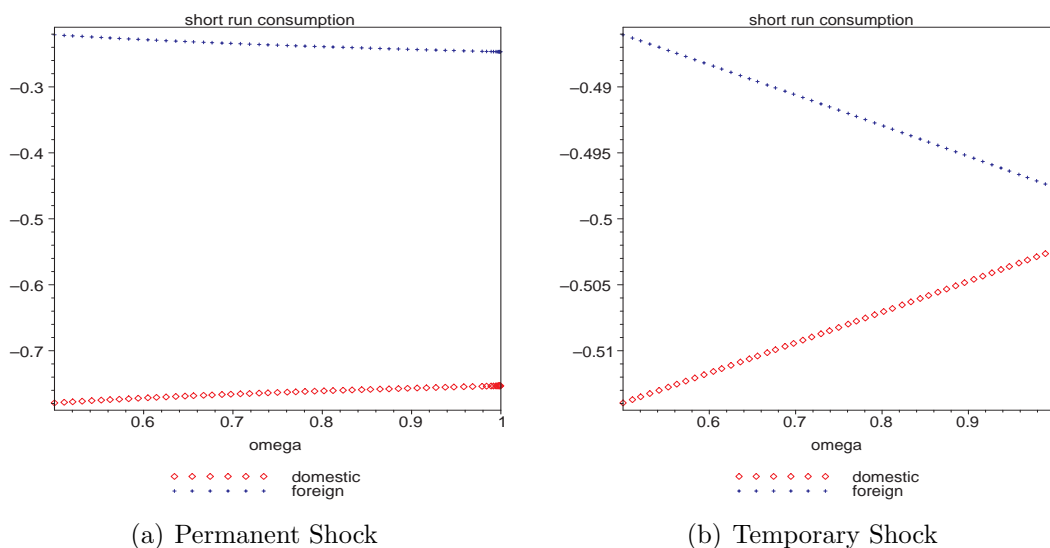 short run consumption
−0.3
−0.4
−0.5
−0.6
−0.7
0.6 0.7 0.8 0.9 1
omega
domestic
foreign
(a) Permanent Shock
short run consumption
−0.49
−0.495
−0.5
−0.505
−0.51
0.6 0.7 0.8 0.9
omega
domestic
foreign
(b) Temporary Shock